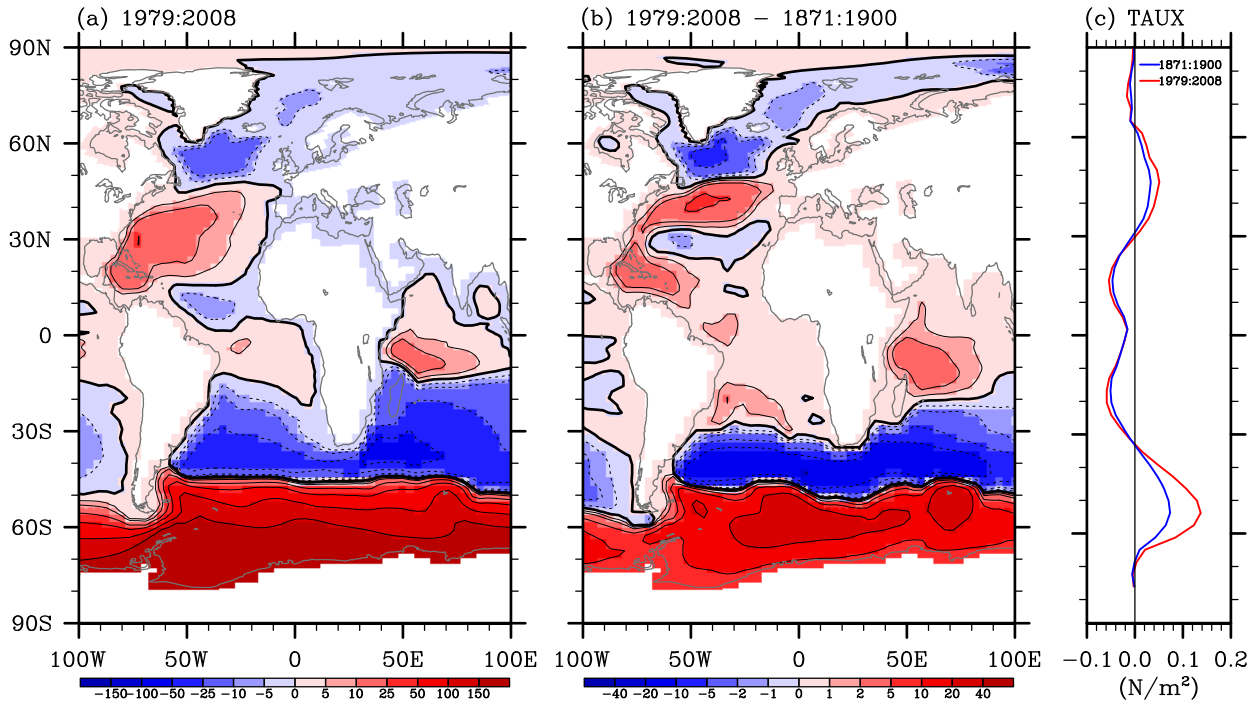 (a) 1979:2008
(b) 1979:2008 − 1871:1900
(c) TAUX
90N
60N
30N
0
30S
60S
90S
1871:1900
1979:2008
100W 50W 0 50E 100E
100W 50W 0 50E 100E
−0.1 0.0 0.1 0.2
(N/m²)
−150 −100 −50 −25 −10 −5 0 5 10 25 50 100 150
−40 −20 −10 −5 −2 −1 0 1 2 5 10 20 40